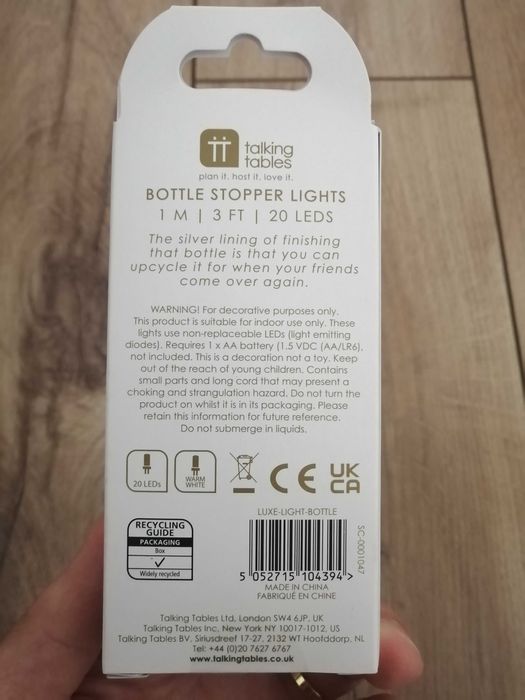 talking
tables
plan it. host it. love it.
BOTTLE STOPPER LIGHTS
1 M | 3 FT | 20 LEDS
The silver lining of finishing
that bottle is that you can
upcycle it for when your friends
come over again.
WARNING! For decorative purposes only.
This product is suitable for indoor use only. These
lights use non-replaceable LEDs (light emitting
diodes). Requires 1 x AA battery (1.5 VDC (AA/LR6),
not included. This is a decoration not a toy. Keep
out of the reach of young children. Contains
small parts and long cord that may present a
choking and strangulation hazard. Do not turn the
product on whilst it is in its packaging. Please
retain this information for future reference.
Do not submerge in liquids.
20 LEDs
WARM
WHITE
CE
UK
CA
LUXE-LIGHT-BOTTLE
SC-0001047
RECYCLING
GUIDE
PACKAGING
Box
Widely recycled
5 052715 104394 >
MADE IN CHINA
FABRIQUÉ EN CHINE
Talking Tables Ltd, London SW4 6JP, UK
Talking Tables Inc, New York NY 10017-1012, US
Talking Tables BV, Siriusdreef 17-27, 2132 WT Hoofddorp, NL
Tel: +44 (0)20 7627 6767
www.talkingtables.co.uk